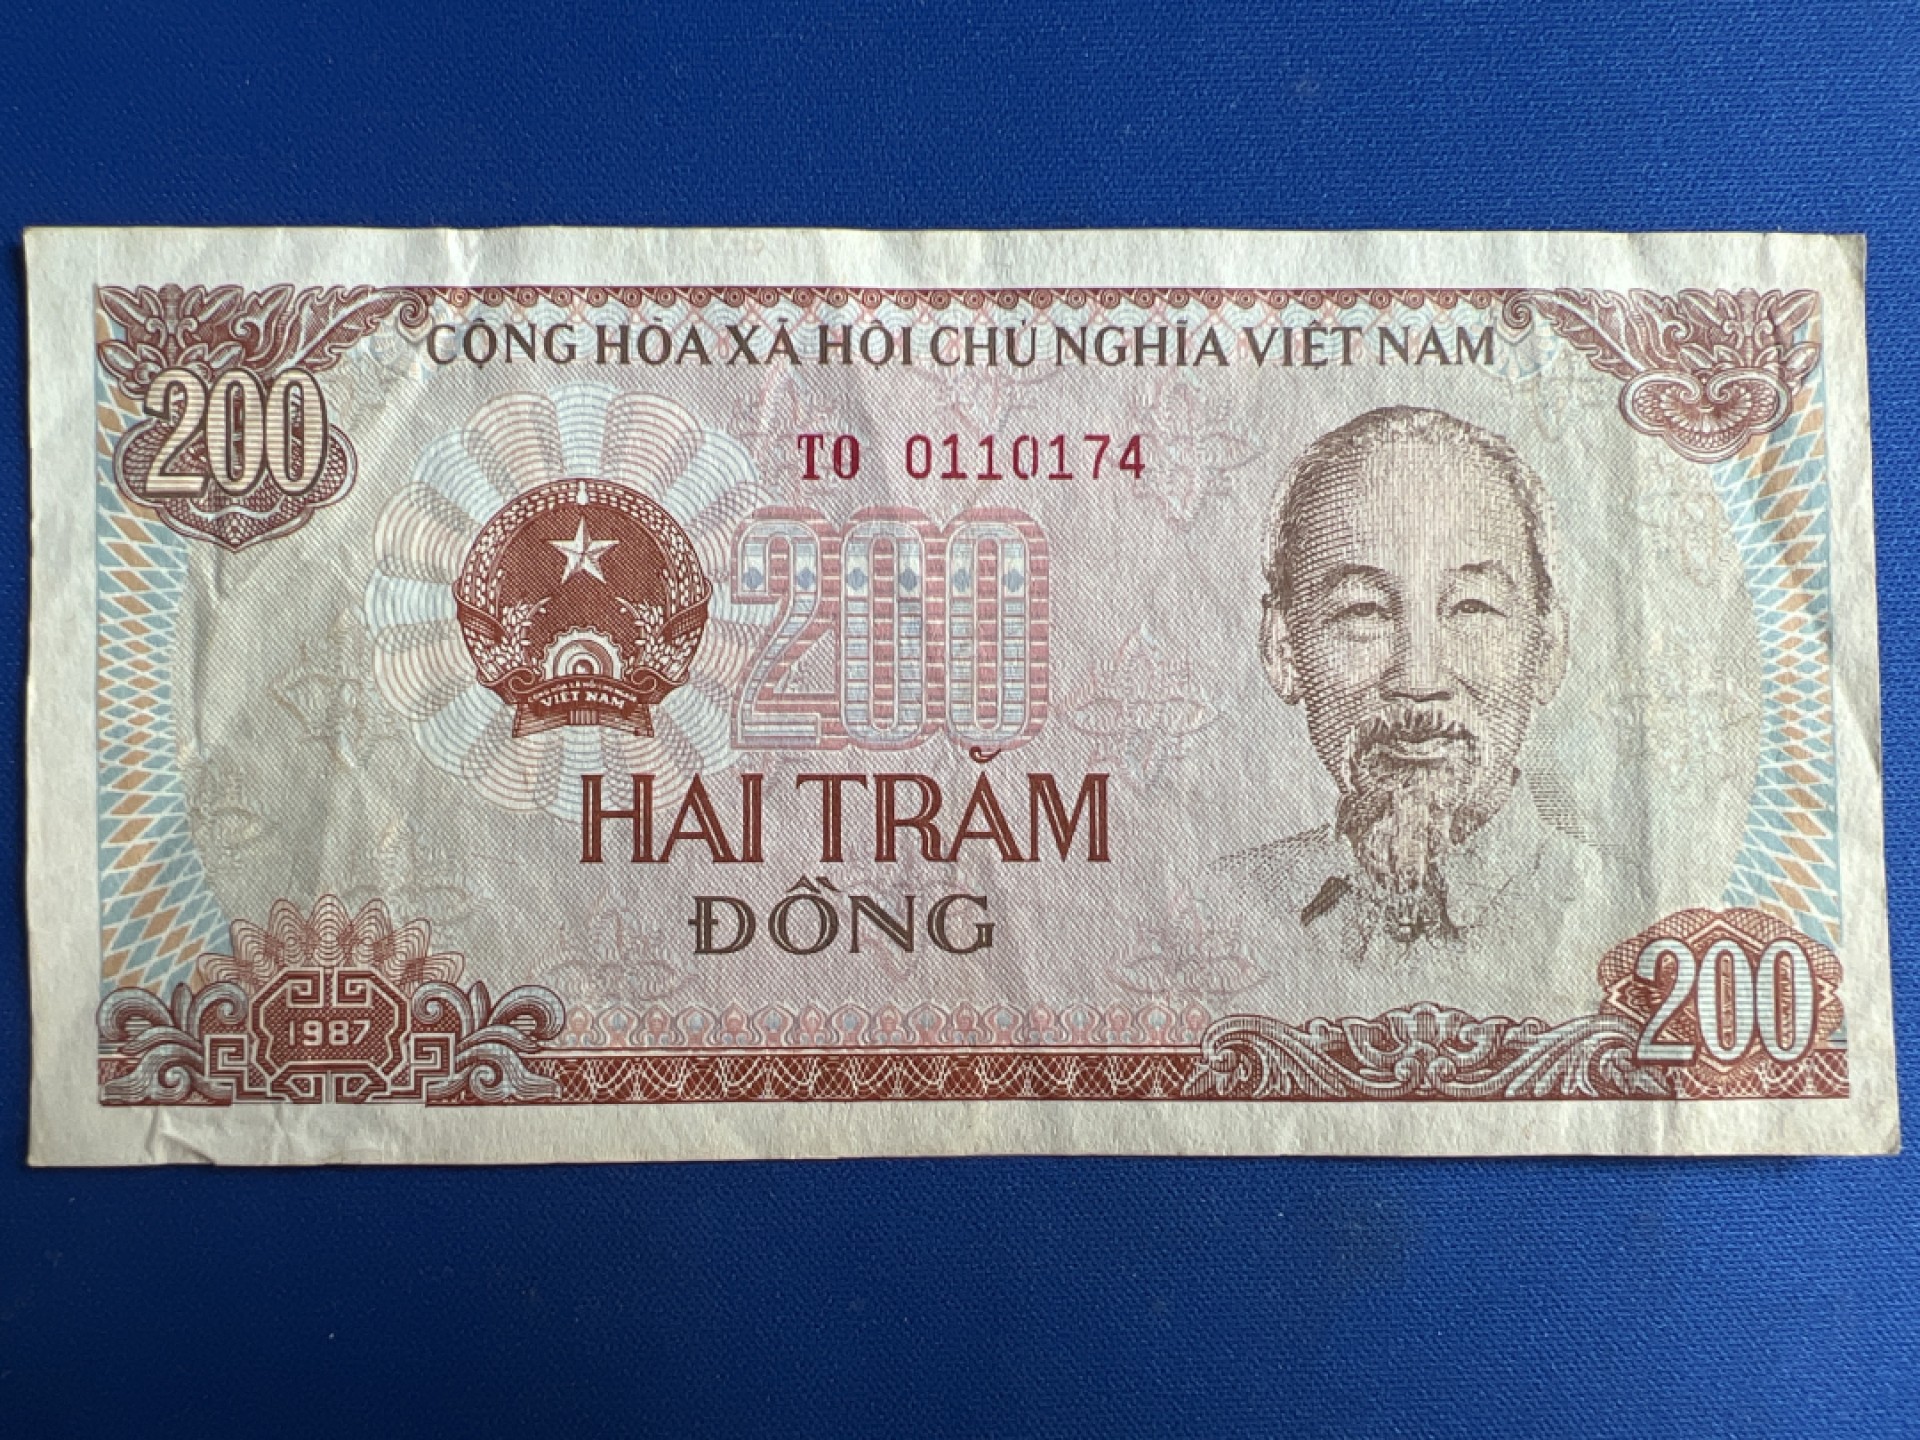 CỘNG HÒA XÃ HỘI CHỦ NGHĨA VIỆT NAM
200
TO 0110174
200
VIỆT NAM
HAI TRĂM
ĐỒNG
1987
200